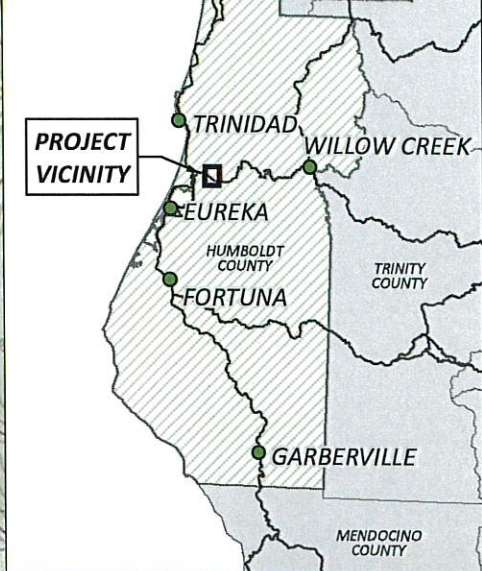 TRINIDAD
PROJECT
VICINITY
WILLOW CREEK
EUREKA
HUMBOLDT
COUNTY
TRINITY
COUNTY
FORTUNA
GARBERVILLE
MENDOCINO
COUNTY